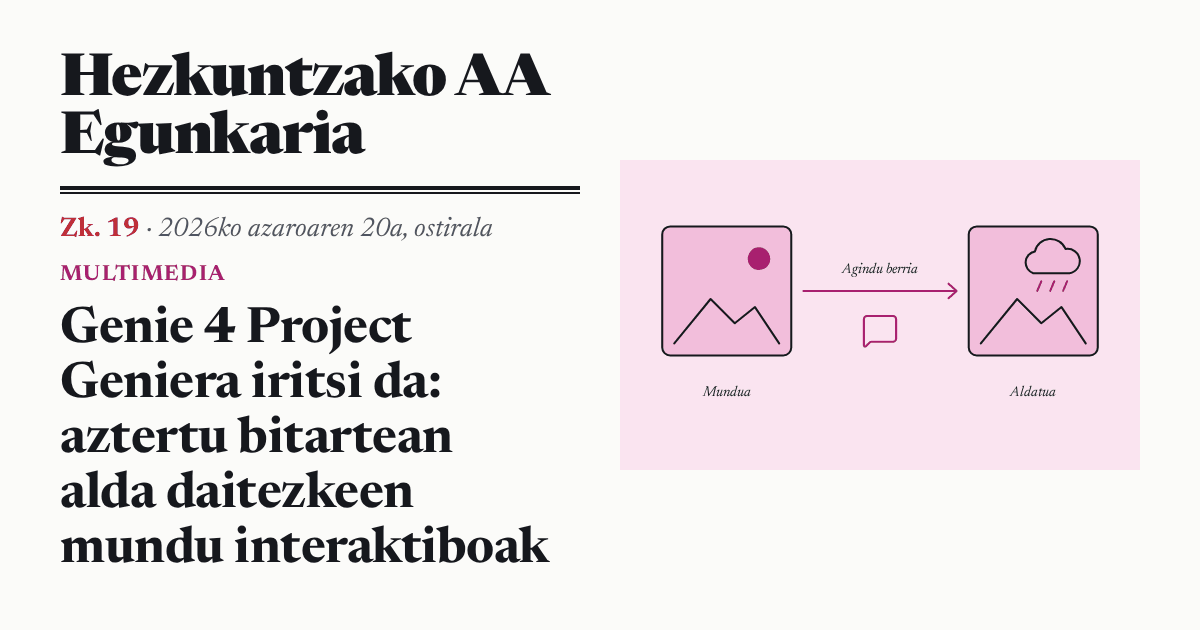 Hezkuntzako AA
Egunkaria
Zk. 19 · 2026ko azaroaren 20a, ostirala
MULTIMEDIA
Genie 4 Project
Geniera iritsi da:
aztertu bitartean
alda daitezkeen
mundu interaktiboak
Agindu berria
Mundua
Aldatua